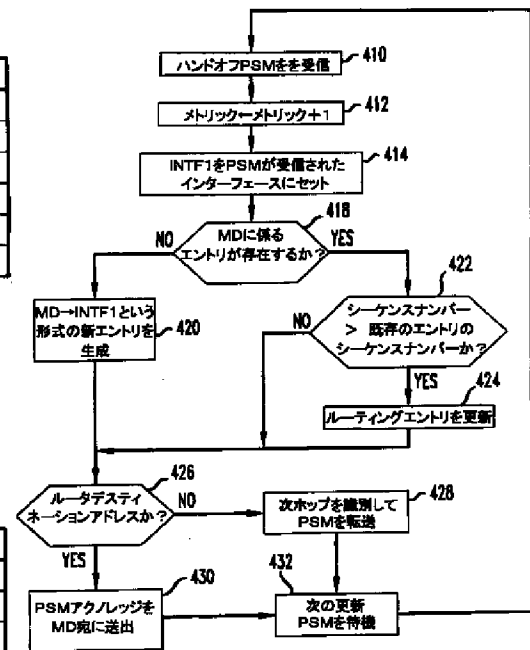 ハンドオフPSMをを受信
410
メトリック←メトリック+1
412
INTF1をPSMが受信された
インターフェースにセット
414
MDに係る
エントリが存在するか?
418
NO
YES
MD→INTF1という
形式の新エントリを
生成
420
シーケンスナンバー
> 既存のエントリの
シーケンスナンバーか?
422
NO
YES
ルーティングエントリを更新
424
ルータデスティ
ネーションアドレスか?
426
NO
YES
次ホップを識別して
PSMを転送
428
PSMアクノレッジを
MD宛に送出
430
次の更新
PSMを待機
432